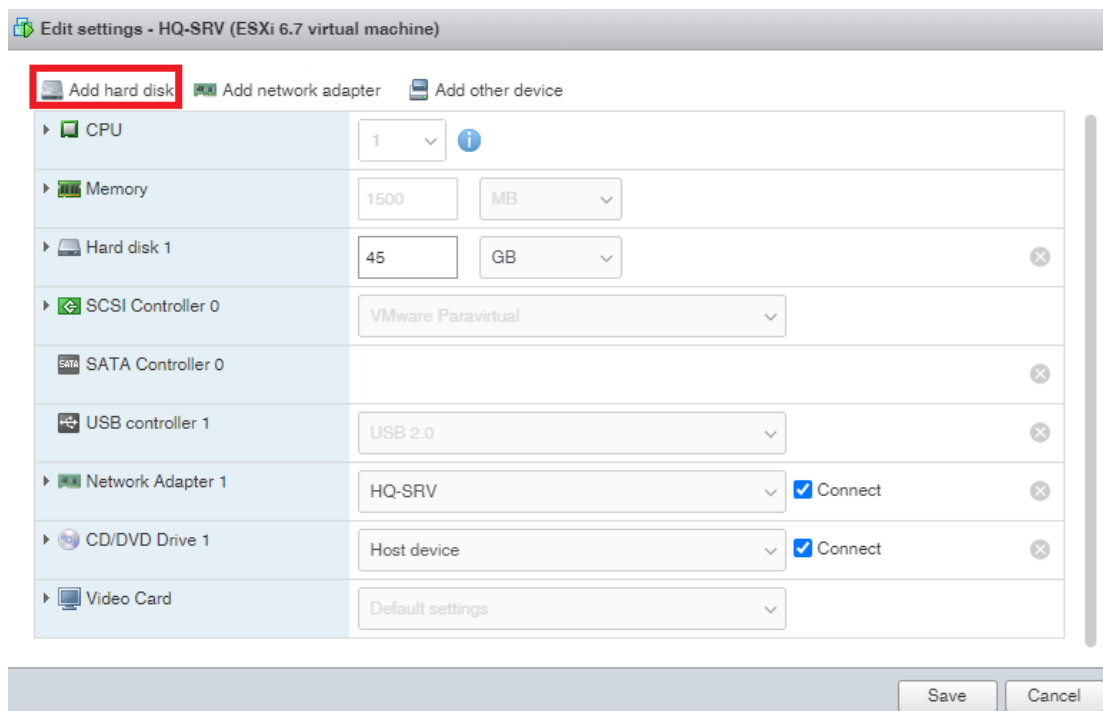 Edit settings - HQ-SRV (ESXi 6.7 virtual machine)
Add hard disk Add network adapter Add other device
CPU 1
Memory 1500 MB
Hard disk 1 45 GB
SCSI Controller 0 VMware Paravirtual
SATA SATA Controller 0
USB controller 1 USB 2.0
Network Adapter 1 HQ-SRV Connect
CD/DVD Drive 1 Host device Connect
Video Card Default settings
Save Cancel